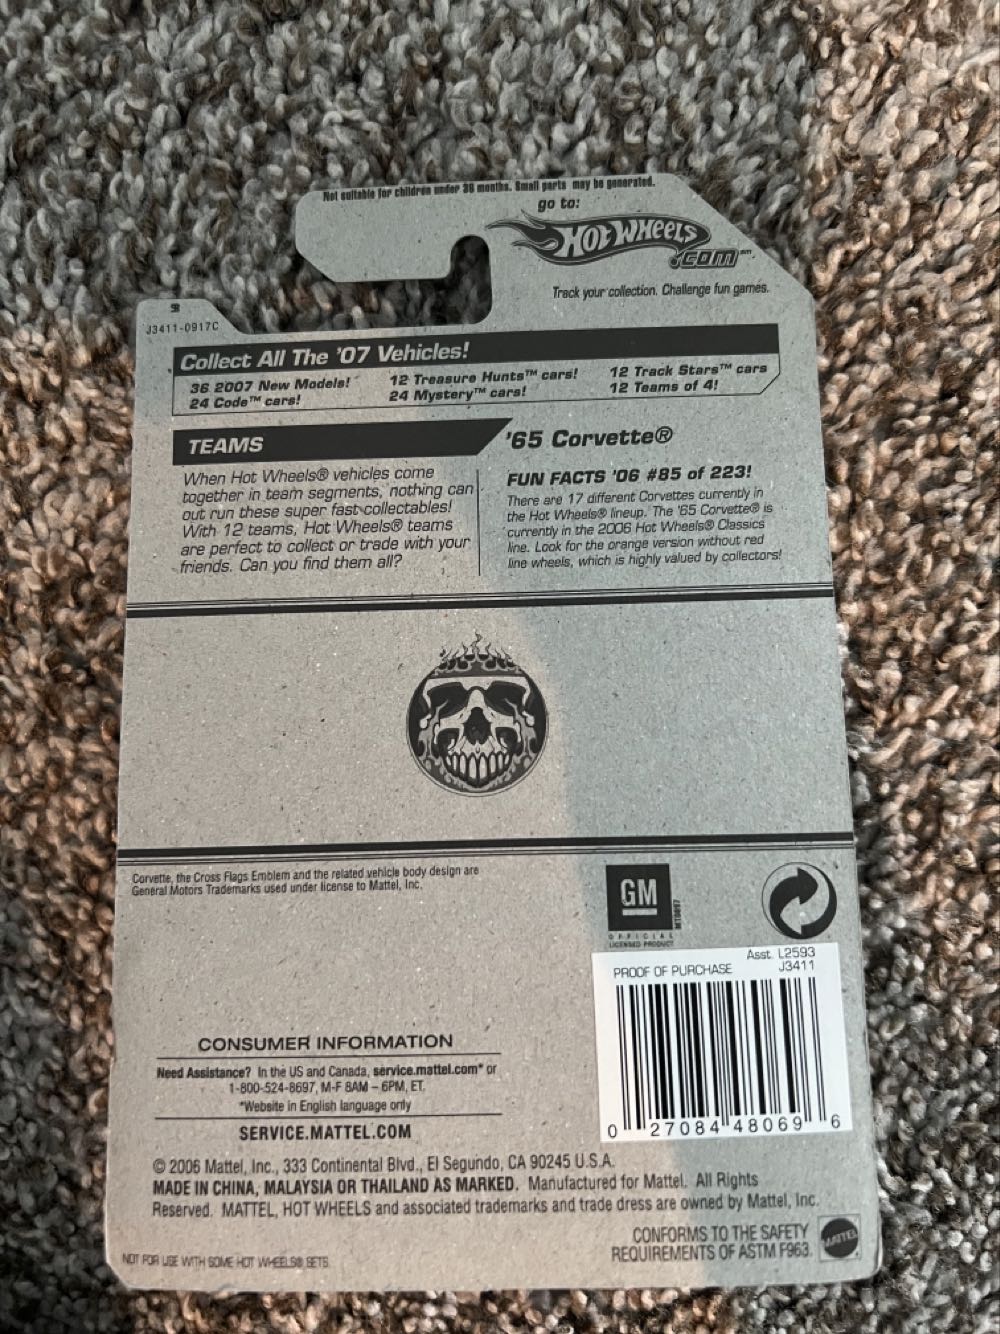 Not suitable for children under 36 months. Small parts may be generated.
go to:
HOT WHEELS
.COM
Track your collection. Challenge fun games.
J3411-0917C
Collect All The '07 Vehicles!
36 2007 New Models!
24 Code™ cars!
12 Treasure Hunts™ cars!
24 Mystery™ cars!
12 Track Stars™ cars
12 Teams of 4!
TEAMS
When Hot Wheels® vehicles come
together in team segments, nothing can
out run these super fast collectables!
With 12 teams, Hot Wheels® teams
are perfect to collect or trade with your
friends. Can you find them all?
'65 Corvette®
FUN FACTS '06 #85 of 223!
There are 17 different Corvettes currently in
the Hot Wheels® lineup. The '65 Corvette® is
currently in the 2006 Hot Wheels® Classics
line. Look for the orange version without red
line wheels, which is highly valued by collectors!
Corvette, the Cross Flags Emblem and the related vehicle body design are
General Motors Trademarks used under license to Mattel, Inc.
GM
OFFICIAL
LICENSED PRODUCT
Asst. L2593
PROOF OF PURCHASE J3411
0 27084 48069 6
CONSUMER INFORMATION
Need Assistance? In the US and Canada, service.mattel.com* or
1-800-524-8697, M-F 8AM – 6PM, ET.
*Website in English language only
SERVICE.MATTEL.COM
© 2006 Mattel, Inc., 333 Continental Blvd., El Segundo, CA 90245 U.S.A.
MADE IN CHINA, MALAYSIA OR THAILAND AS MARKED. Manufactured for Mattel. All Rights
Reserved. MATTEL, HOT WHEELS and associated trademarks and trade dress are owned by Mattel, Inc.
CONFORMS TO THE SAFETY
REQUIREMENTS OF ASTM F963.
MATTEL
NOT FOR USE WITH SOME HOT WHEELS® SETS.